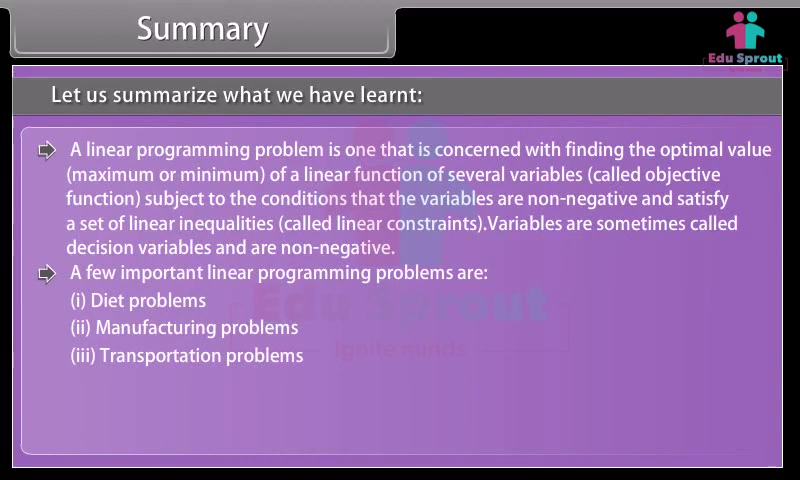 Summary
Edu Sprout
Let us summarize what we have learnt:
A linear programming problem is one that is concerned with finding the optimal value
(maximum or minimum) of a linear function of several variables (called objective
function) subject to the conditions that the variables are non-negative and satisfy
a set of linear inequalities (called linear constraints).Variables are sometimes called
decision variables and are non-negative.
A few important linear programming problems are:
(i) Diet problems
(ii) Manufacturing problems
(iii) Transportation problems
Edu Sprout
Ignite minds